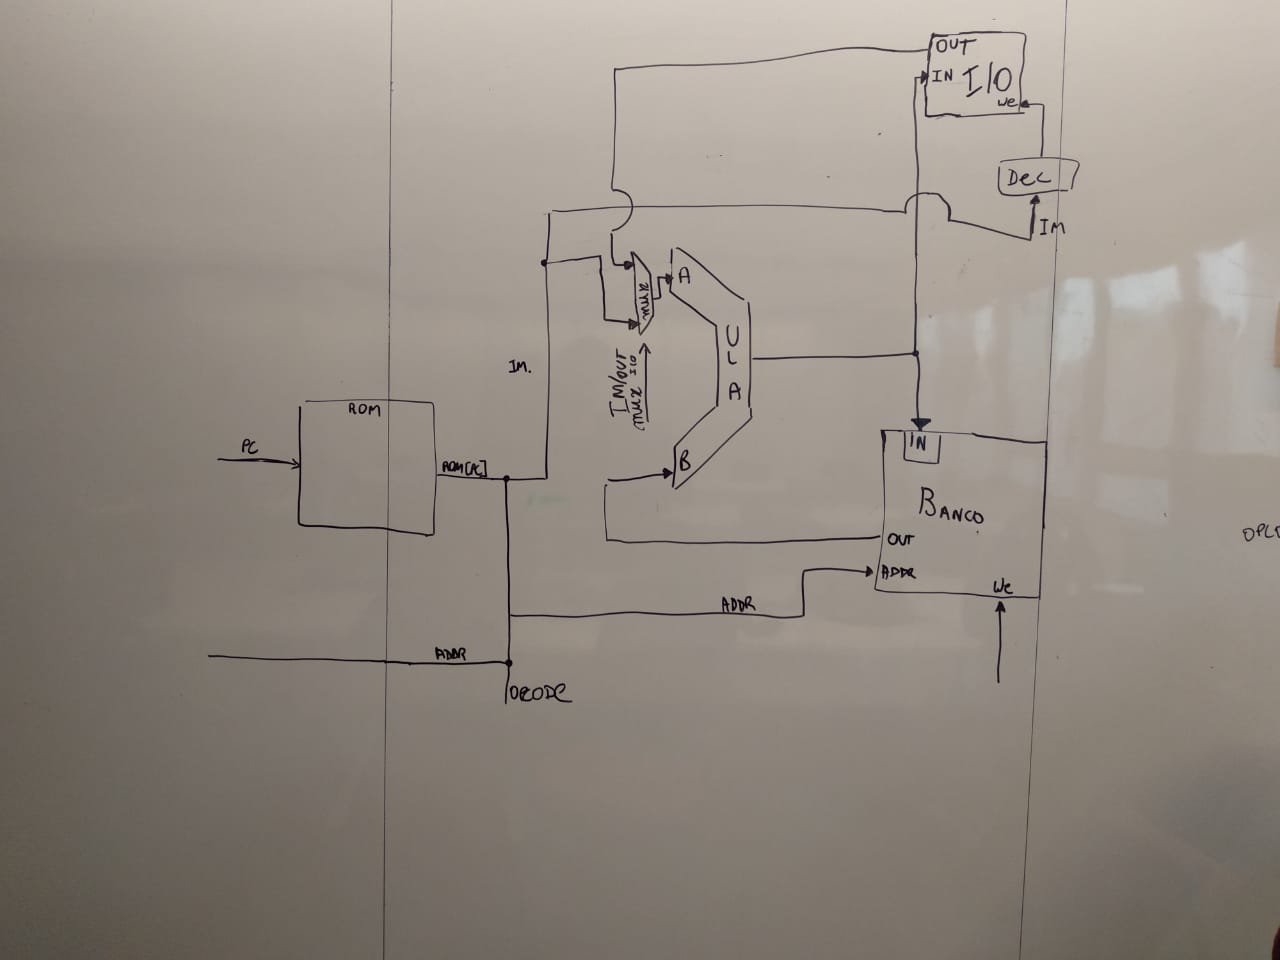 OUT
IN I/O
we
Dec
IM
A
mux
IM.
IM/OUT
mux I/O
U
L
A
ROM
PC
ROM[PC]
B
IN
BANCO
OUT
ADDR
We
ADDR
ADDR
OPCODE